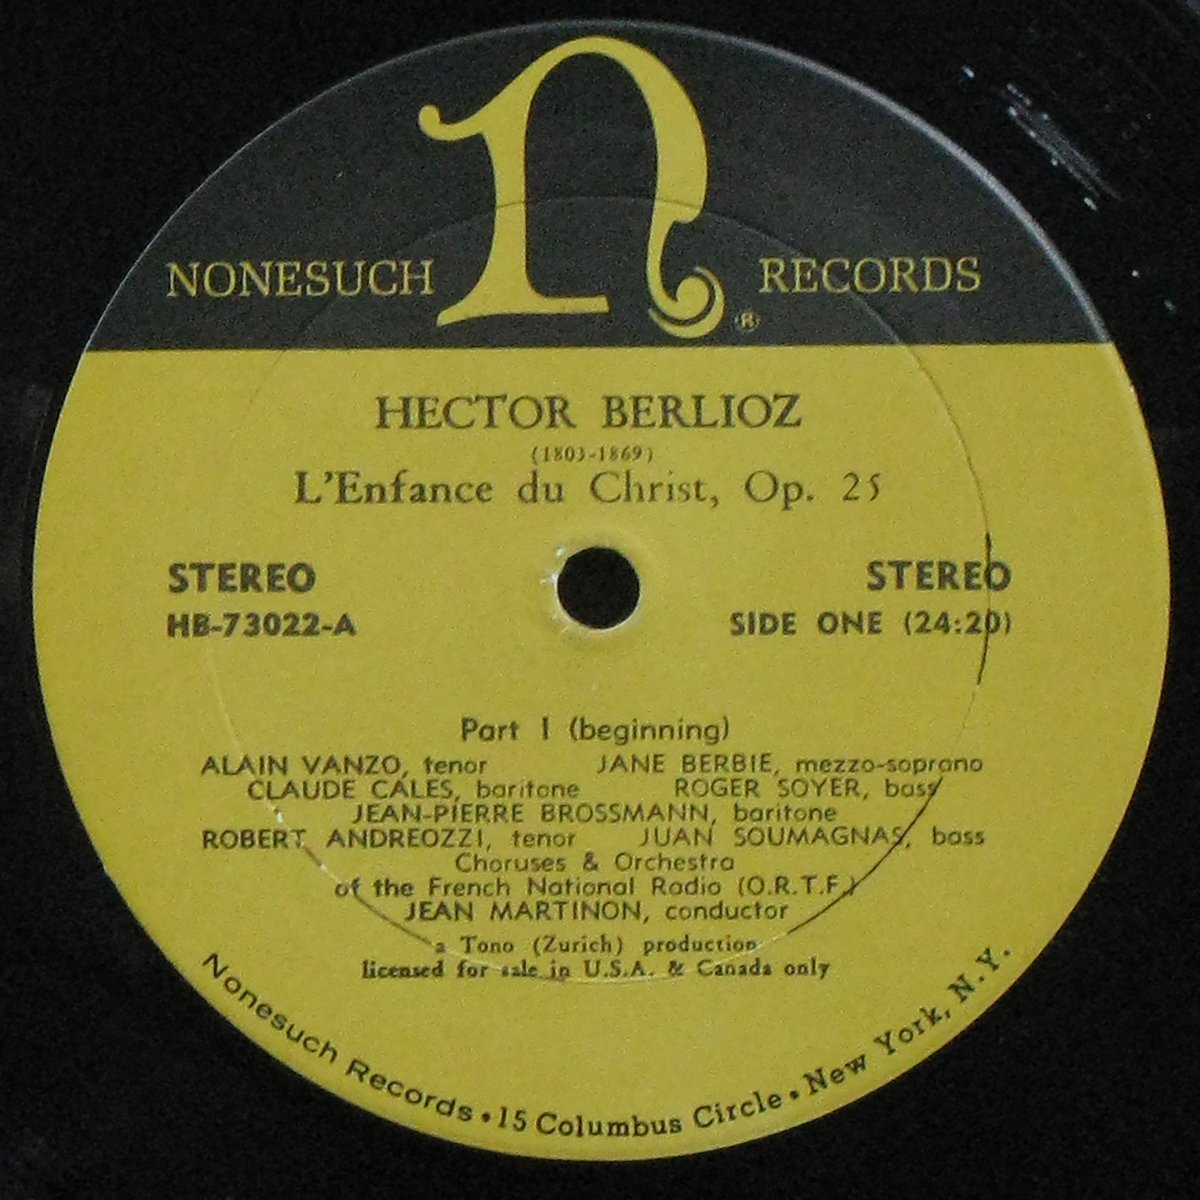 n
NONESUCH RECORDS
®
HECTOR BERLIOZ
(1803-1869)
L'Enfance du Christ, Op. 25
STEREO STEREO
HB-73022-A SIDE ONE (24:20)
Part I (beginning)
ALAIN VANZO, tenor JANE BERBIE, mezzo-soprano
CLAUDE CALES, baritone ROGER SOYER, bass
JEAN-PIERRE BROSSMANN, baritone
ROBERT ANDREOZZI, tenor JUAN SOUMAGNAS, bass
Choruses & Orchestra
of the French National Radio (O.R.T.F.)
JEAN MARTINON, conductor
a Tono (Zurich) production
licensed for sale in U.S.A. & Canada only
Nonesuch Records • 15 Columbus Circle • New York, N.Y.